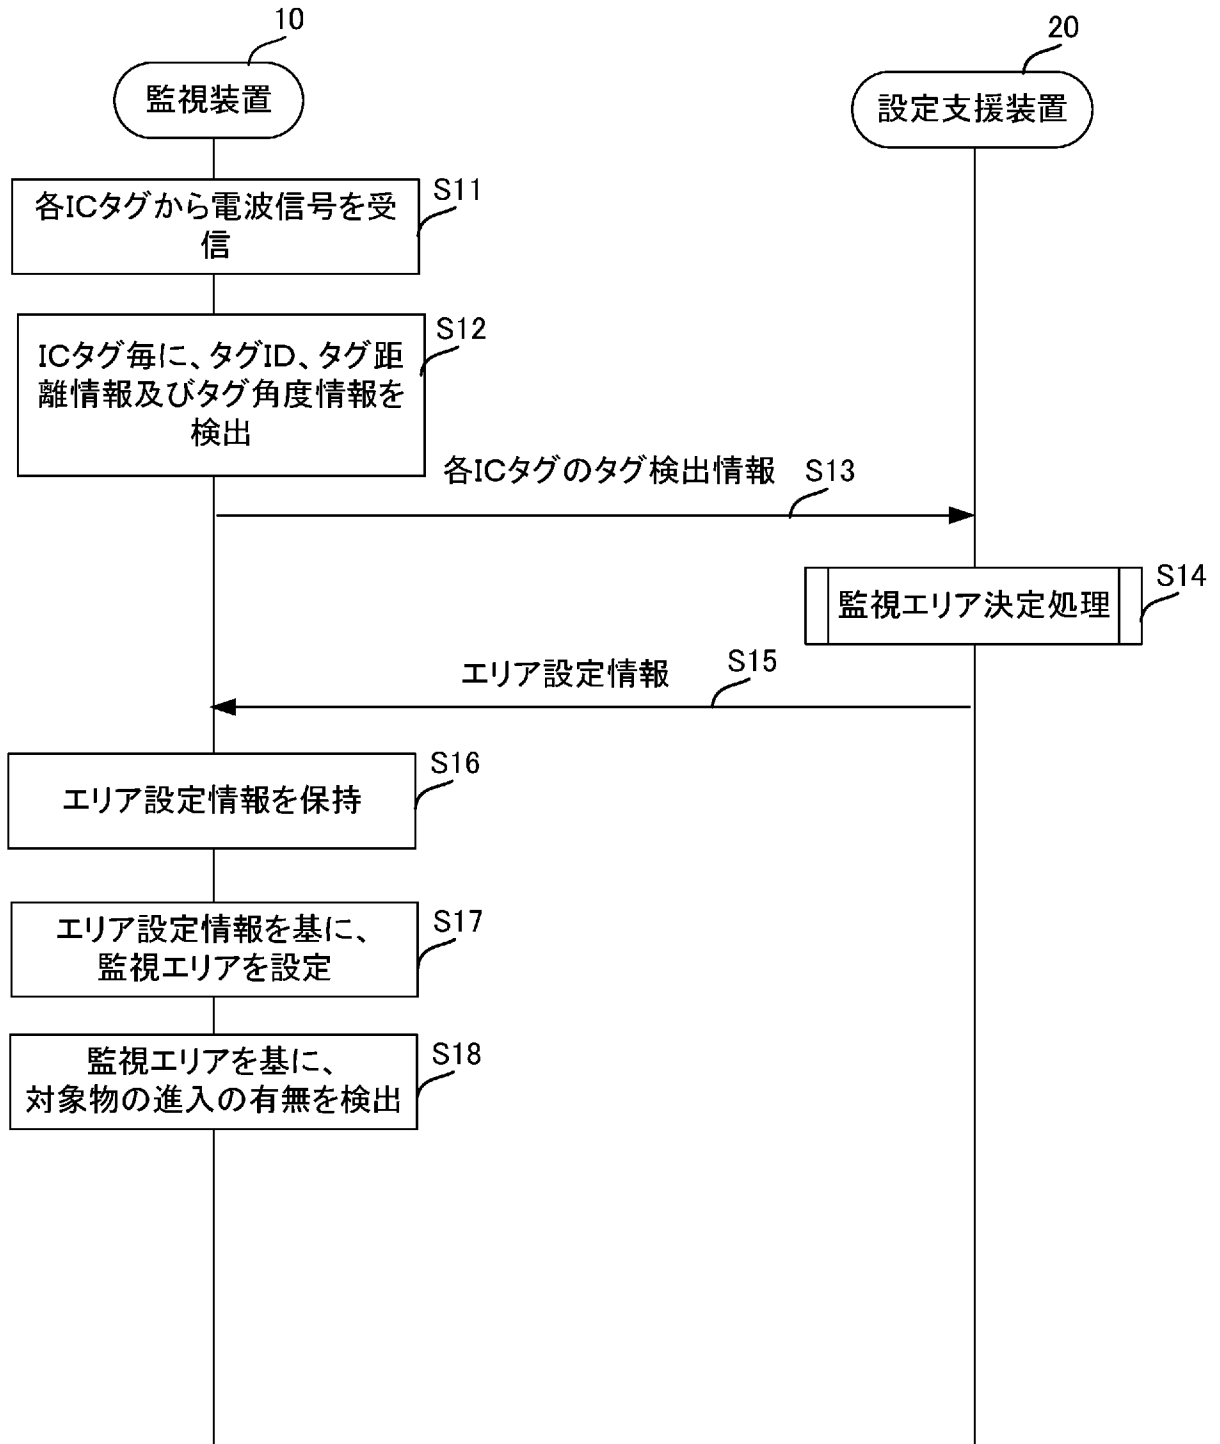 10
監視装置
20
設定支援装置
S11
各ICタグから電波信号を受
信
S12
ICタグ毎に、タグID、タグ距
離情報及びタグ角度情報を
検出
各ICタグのタグ検出情報
S13
監視エリア決定処理
S14
エリア設定情報
S15
エリア設定情報を保持
S16
エリア設定情報を基に、
監視エリアを設定
S17
監視エリアを基に、
対象物の進入の有無を検出
S18